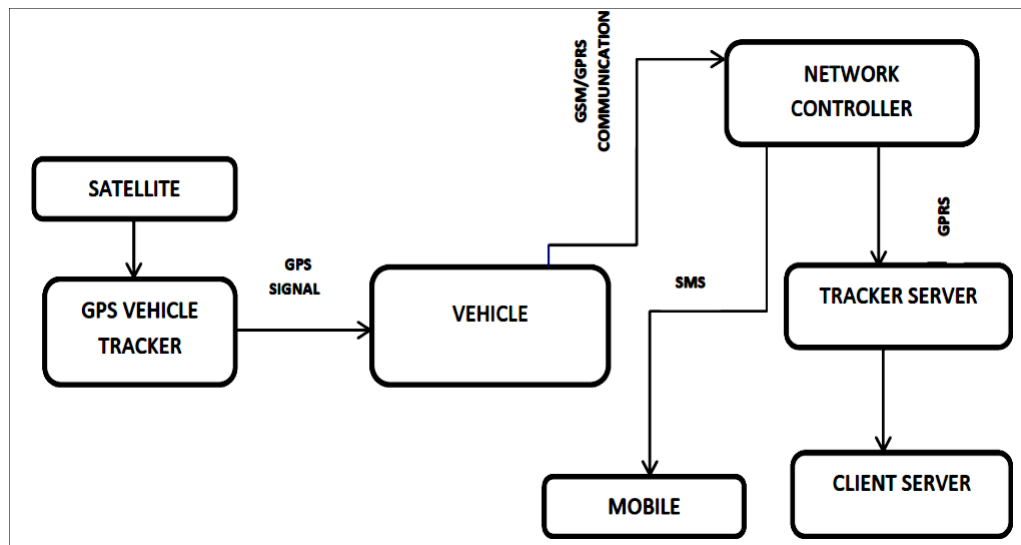 GSM/GPRS
COMMUNICATION
NETWORK
CONTROLLER
SATELLITE
GPS
SIGNAL
GPS VEHICLE
TRACKER
VEHICLE
SMS
GPRS
TRACKER SERVER
MOBILE
CLIENT SERVER